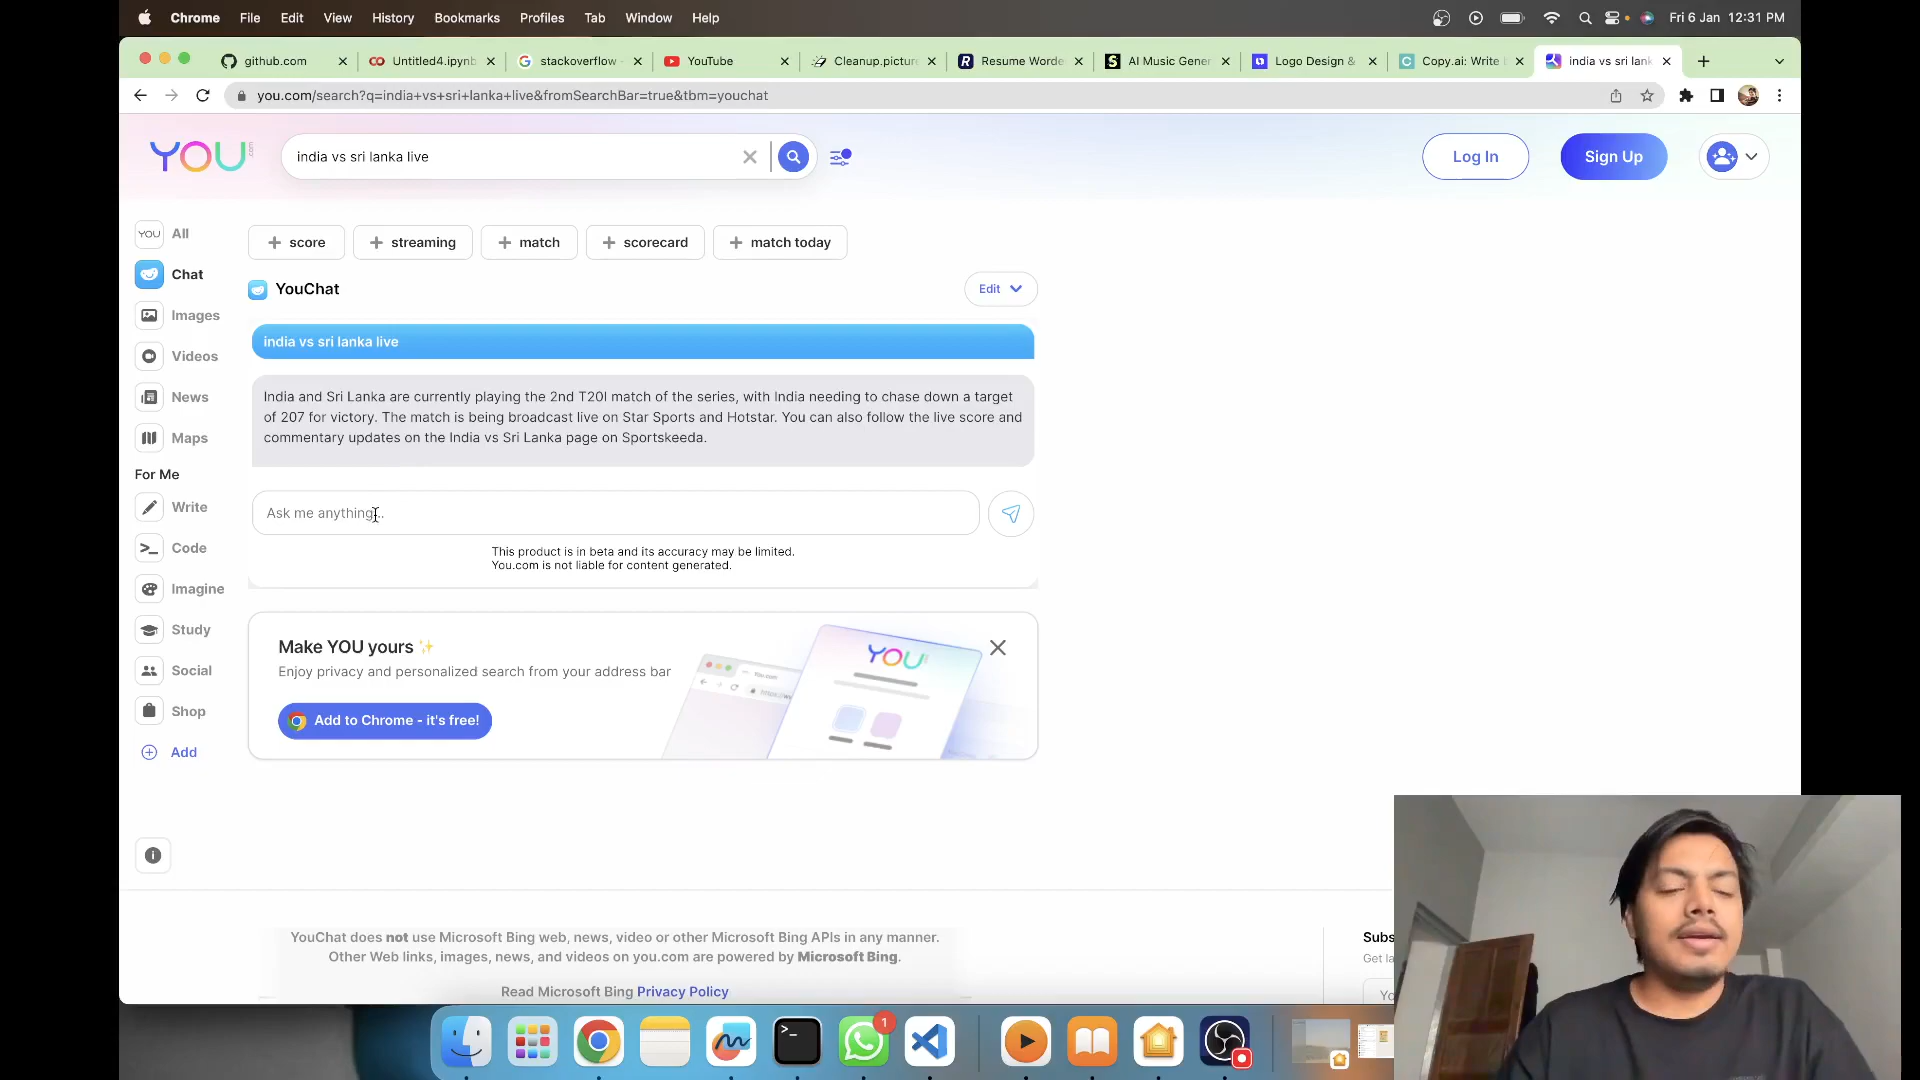 Chrome File Edit View History Bookmarks Profiles Tab Window Help Fri 6 Jan 12:31 PM
github.com Untitled4.ipynb stackoverflow - YouTube Cleanup.picture Resume Worde AI Music Gener Logo Design & Copy.ai: Write india vs sri lank
you.com/search?q=india+vs+sri+lanka+live&fromSearchBar=true&tbm=youchat
YOU.com india vs sri lanka live Log In Sign Up
YOU All
Chat
Images
Videos
News
Maps
For Me
Write
Code
Imagine
Study
Social
Shop
Add
+ score + streaming + match + scorecard + match today
YouChat Edit
india vs sri lanka live
India and Sri Lanka are currently playing the 2nd T20I match of the series, with India needing to chase down a target
of 207 for victory. The match is being broadcast live on Star Sports and Hotstar. You can also follow the live score and
commentary updates on the India vs Sri Lanka page on Sportskeeda.
Ask me anything...
This product is in beta and its accuracy may be limited.
You.com is not liable for content generated.
Make YOU yours ✨
Enjoy privacy and personalized search from your address bar
Add to Chrome - it's free!
YOU
YouChat does not use Microsoft Bing web, news, video or other Microsoft Bing APIs in any manner.
Other Web links, images, news, and videos on you.com are powered by Microsoft Bing.
Read Microsoft Bing Privacy Policy
Subs
Get la
Yo
1